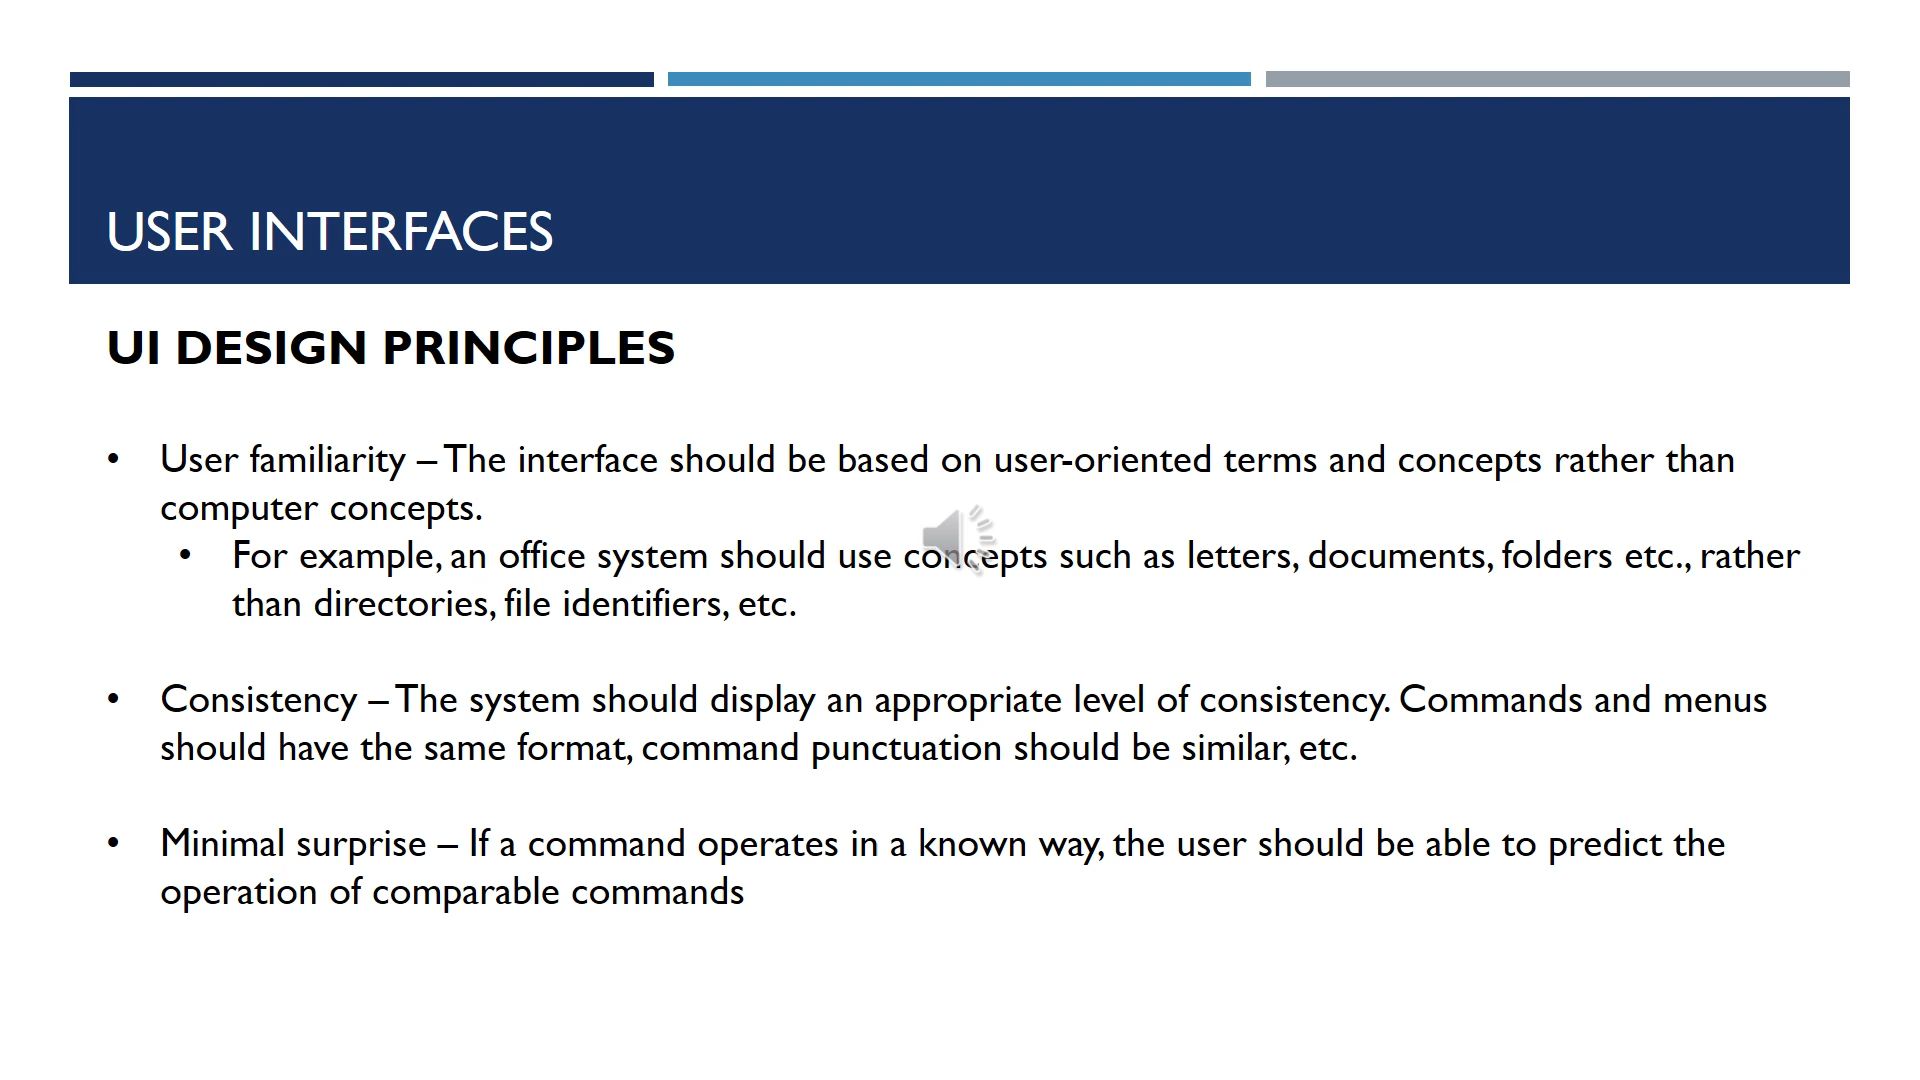 USER INTERFACES
UI DESIGN PRINCIPLES
• User familiarity – The interface should be based on user-oriented terms and concepts rather than
computer concepts.
• For example, an office system should use concepts such as letters, documents, folders etc., rather
than directories, file identifiers, etc.
• Consistency – The system should display an appropriate level of consistency. Commands and menus
should have the same format, command punctuation should be similar, etc.
• Minimal surprise – If a command operates in a known way, the user should be able to predict the
operation of comparable commands